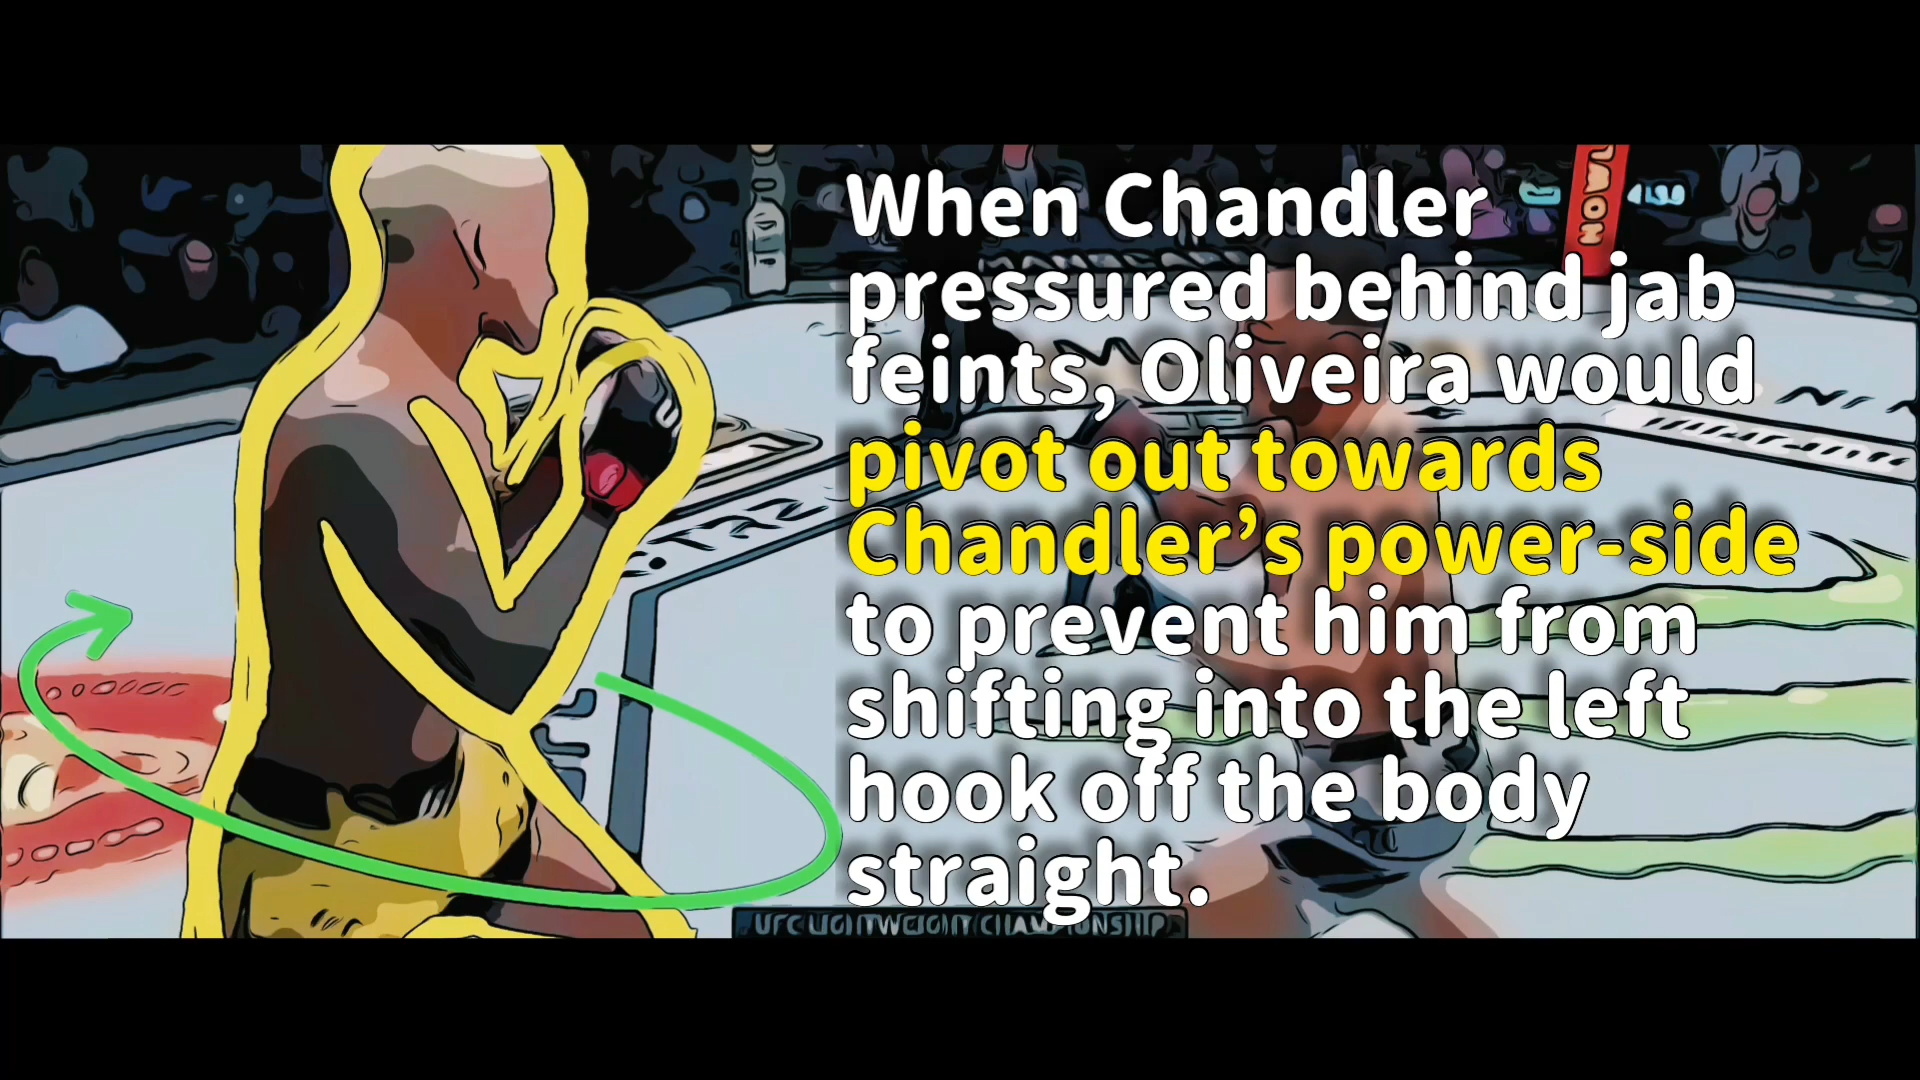 When Chandler
pressured behind jab
feints, Oliveira would
pivot out towards
Chandler’s power-side
to prevent him from
shifting into the left
hook off the body
straight.